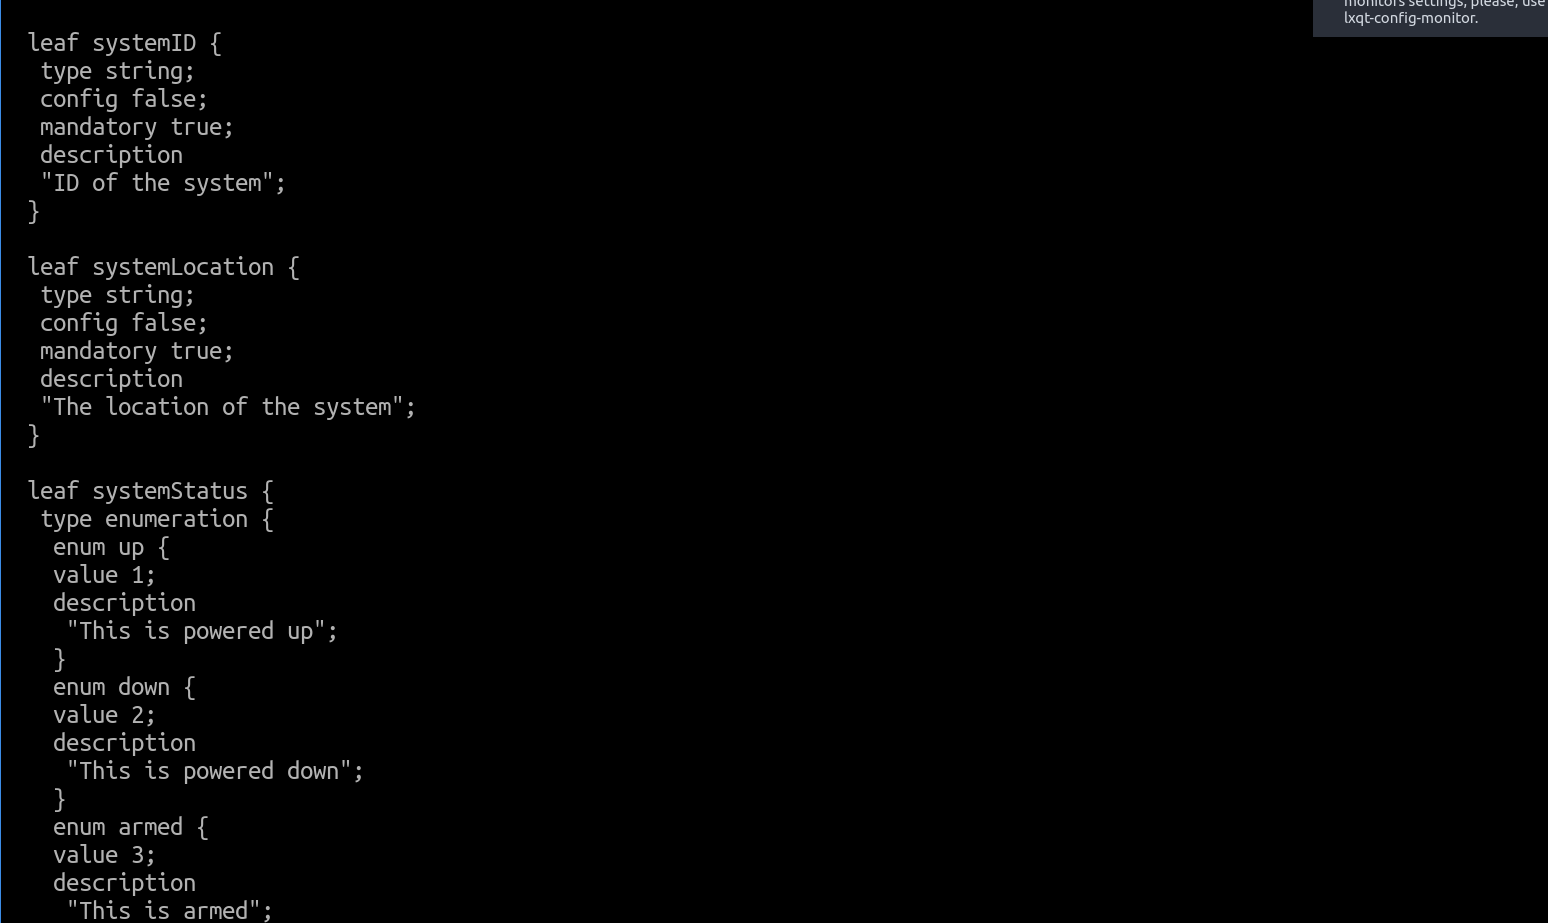 monitors settings, please, use
lxqt-config-monitor.
leaf systemID {
 type string;
 config false;
 mandatory true;
 description
 "ID of the system";
}

leaf systemLocation {
 type string;
 config false;
 mandatory true;
 description
 "The location of the system";
}

leaf systemStatus {
 type enumeration {
  enum up {
  value 1;
  description
   "This is powered up";
  }
  enum down {
  value 2;
  description
   "This is powered down";
  }
  enum armed {
  value 3;
  description
   "This is armed";